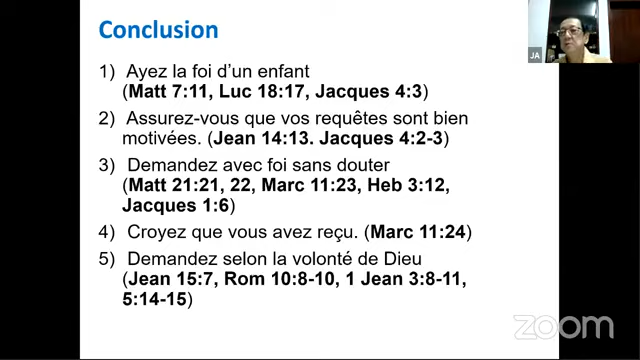 Conclusion
1) Ayez la foi d'un enfant
(Matt 7:11, Luc 18:17, Jacques 4:3)
2) Assurez-vous que vos requêtes sont bien
motivées. (Jean 14:13. Jacques 4:2-3)
3) Demandez avec foi sans douter
(Matt 21:21, 22, Marc 11:23, Heb 3:12,
Jacques 1:6)
4) Croyez que vous avez reçu. (Marc 11:24)
5) Demandez selon la volonté de Dieu
(Jean 15:7, Rom 10:8-10, 1 Jean 3:8-11,
5:14-15)
JA
zoom